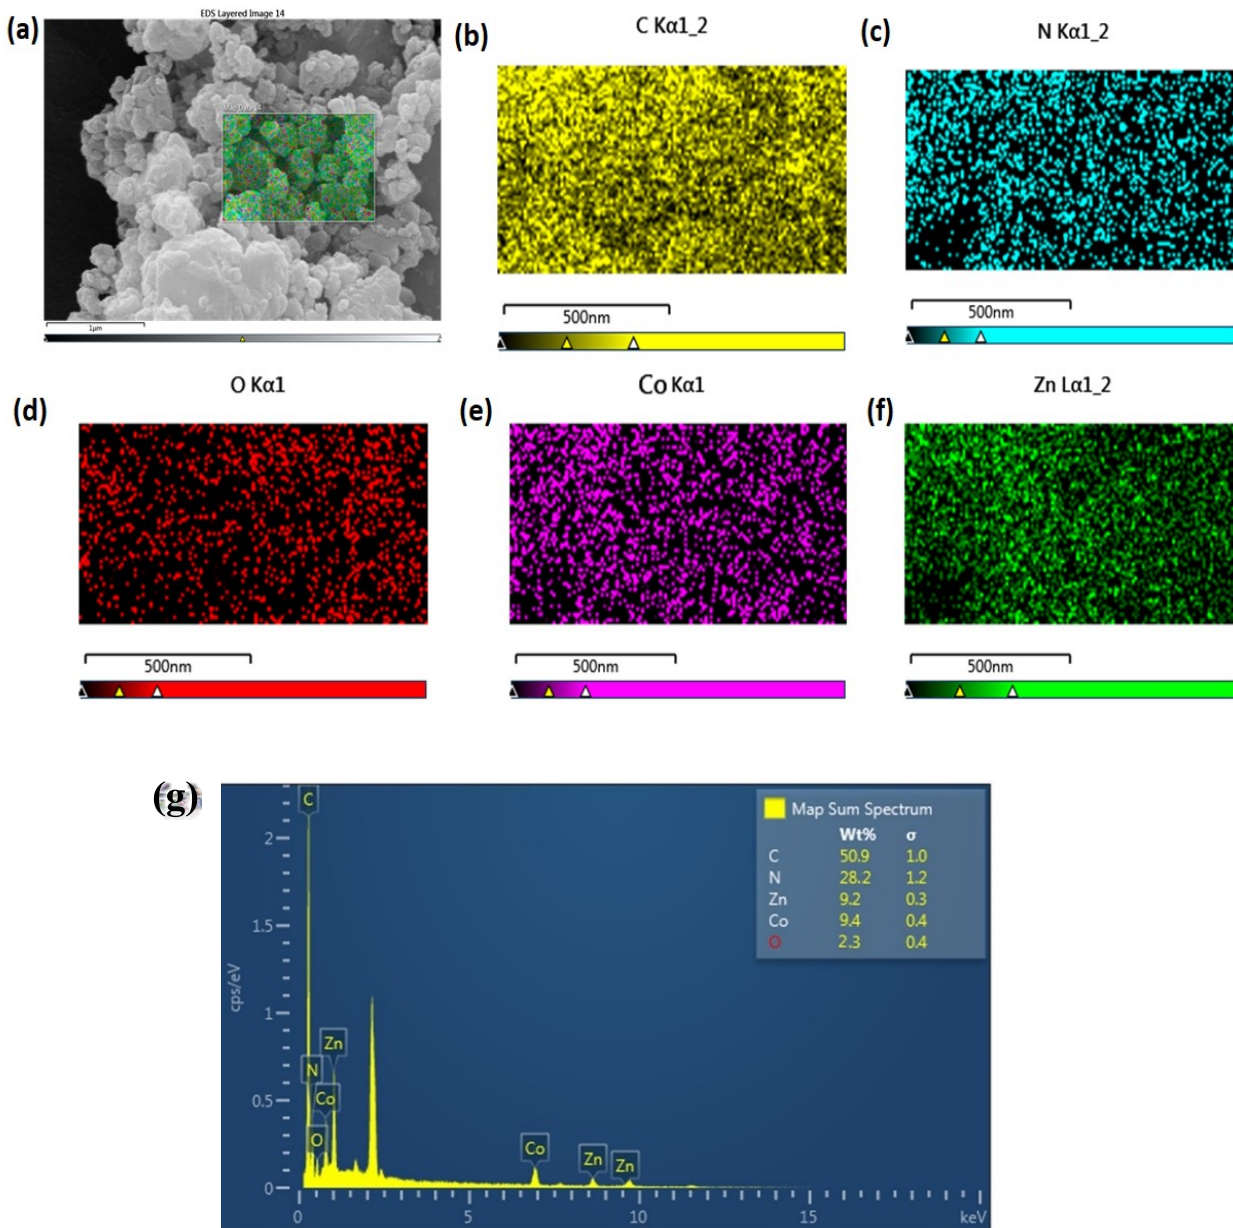 EDS Layered Image 14
(a)
Map Data 14
1µm
(b)
C Kα1_2
500nm
(c)
N Kα1_2
500nm
(d)
O Kα1
500nm
(e)
Co Kα1
500nm
(f)
Zn Lα1_2
500nm
(g)
Map Sum Spectrum
Wt% σ
C 50.9 1.0
N 28.2 1.2
Zn 9.2 0.3
Co 9.4 0.4
O 2.3 0.4
cps/eV
2
1.5
1
0.5
0
C
Zn
N
Co
O
Co
Zn
Zn
0 5 10 15 keV